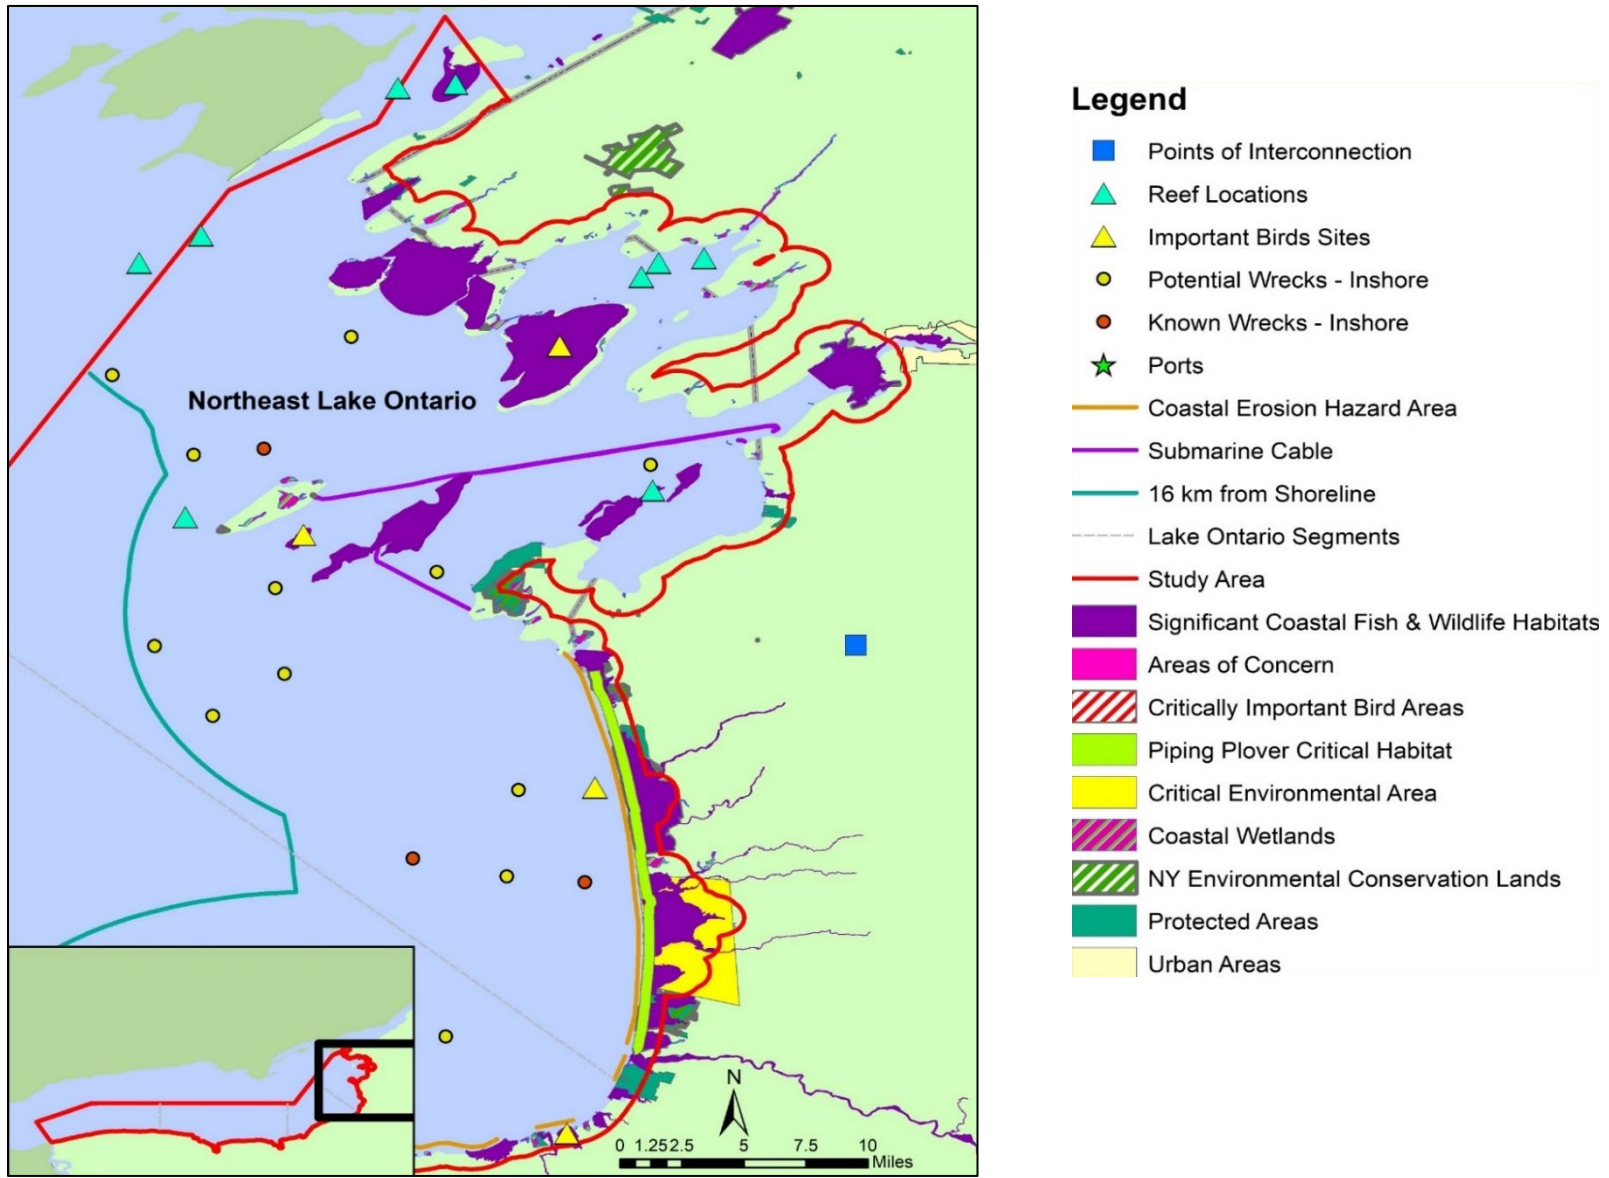 Northeast Lake Ontario
N
0 1.25 2.5 5 7.5 10
Miles
Legend
Points of Interconnection
Reef Locations
Important Birds Sites
Potential Wrecks - Inshore
Known Wrecks - Inshore
Ports
Coastal Erosion Hazard Area
Submarine Cable
16 km from Shoreline
Lake Ontario Segments
Study Area
Significant Coastal Fish & Wildlife Habitats
Areas of Concern
Critically Important Bird Areas
Piping Plover Critical Habitat
Critical Environmental Area
Coastal Wetlands
NY Environmental Conservation Lands
Protected Areas
Urban Areas